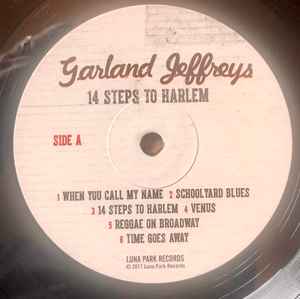 Garland Jeffreys
14 STEPS TO HARLEM
SIDE A
1 WHEN YOU CALL MY NAME 2 SCHOOLYARD BLUES
3 14 STEPS TO HARLEM 4 VENUS
5 REGGAE ON BROADWAY
6 TIME GOES AWAY
LUNA PARK RECORDS
© 2017 Luna Park Records